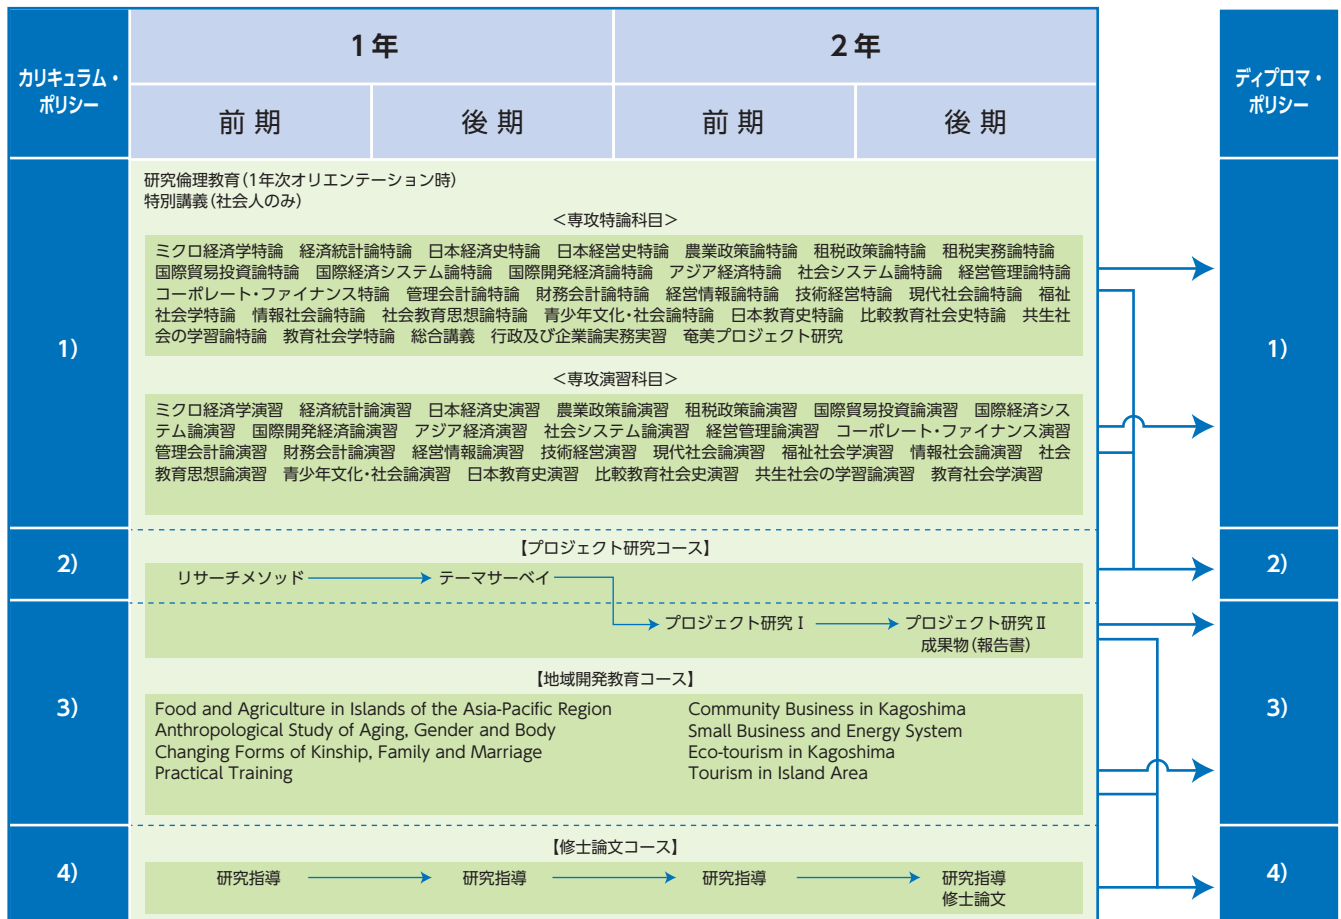 カリキュラム・
ポリシー
1年
2年
前 期
後 期
前 期
後 期
ディプロマ・
ポリシー
1)
研究倫理教育(1年次オリエンテーション時)
特別講義(社会人のみ)
＜専攻特論科目＞
ミクロ経済学特論　経済統計論特論　日本経済史特論　日本経営史特論　農業政策論特論　租税政策論特論　租税実務論特論
国際貿易投資論特論　国際経済システム論特論　国際開発経済論特論　アジア経済特論　社会システム論特論　経営管理論特論
コーポレート・ファイナンス特論　管理会計論特論　財務会計論特論　経営情報論特論　技術経営特論　現代社会論特論　福祉
社会学特論　情報社会論特論　社会教育思想論特論　青少年文化・社会論特論　日本教育史特論　比較教育社会史特論　共生社
会の学習論特論　教育社会学特論　総合講義　行政及び企業論実務実習　奄美プロジェクト研究
＜専攻演習科目＞
ミクロ経済学演習　経済統計論演習　日本経済史演習　農業政策論演習　租税政策論演習　国際貿易投資論演習　国際経済シス
テム論演習　国際開発経済論演習　アジア経済演習　社会システム論演習　経営管理論演習　コーポレート・ファイナンス演習
管理会計論演習　財務会計論演習　経営情報論演習　技術経営演習　現代社会論演習　福祉社会学演習　情報社会論演習　社会
教育思想論演習　青少年文化・社会論演習　日本教育史演習　比較教育社会史演習　共生社会の学習論演習　教育社会学演習
1)
2)
【プロジェクト研究コース】
リサーチメソッド
テーマサーベイ
2)
3)
プロジェクト研究Ⅰ
プロジェクト研究Ⅱ
成果物(報告書)
【地域開発教育コース】
Food and Agriculture in Islands of the Asia-Pacific Region
Anthropological Study of Aging, Gender and Body
Changing Forms of Kinship, Family and Marriage
Practical Training
Community Business in Kagoshima
Small Business and Energy System
Eco-tourism in Kagoshima
Tourism in Island Area
3)
4)
【修士論文コース】
研究指導
研究指導
研究指導
研究指導
修士論文
4)